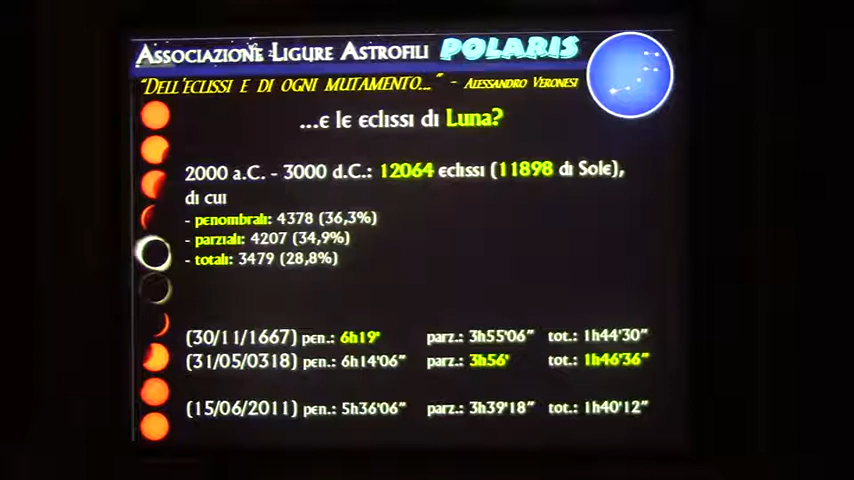 Associazione Ligure Astrofili POLARIS
"Dell'eclissi e di ogni mutamento..." - Alessandro Veronesi
...e le eclissi di Luna?
2000 a.C. - 3000 d.C.: 12064 eclissi (11898 di Sole),
di cui
- penombrali: 4378 (36,3%)
- parziali: 4207 (34,9%)
- totali: 3479 (28,8%)
(30/11/1667) pen.: 6h19' parz.: 3h55'06" tot.: 1h44'30"
(31/05/0318) pen.: 6h14'06" parz.: 3h56' tot.: 1h46'36"
(15/06/2011) pen.: 5h36'06" parz.: 3h39'18" tot.: 1h40'12"